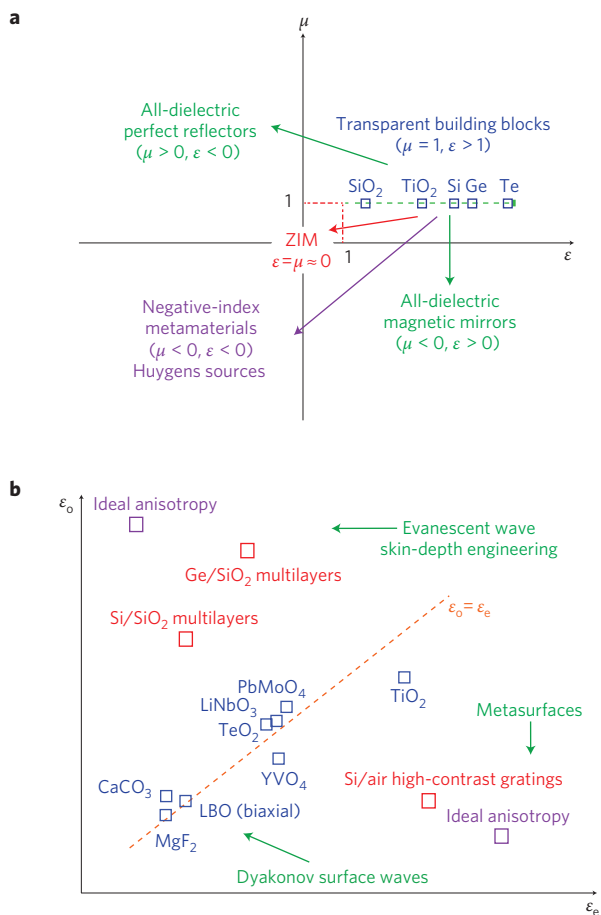 a
μ
All-dielectric
perfect reflectors
(μ > 0, ε < 0)
Transparent building blocks
(μ = 1, ε > 1)
SiO₂ TiO₂ Si Ge Te
1
ZIM
ε = μ ≈ 0
1
ε
Negative-index
metamaterials
(μ < 0, ε < 0)
Huygens sources
All-dielectric
magnetic mirrors
(μ < 0, ε > 0)
b
εₒ
Ideal anisotropy
Evanescent wave
skin-depth engineering
Ge/SiO₂ multilayers
εₒ = εₑ
Si/SiO₂ multilayers
PbMoO₄
LiNbO₃
TeO₂
TiO₂
Metasurfaces
YVO₄
Si/air high-contrast gratings
CaCO₃
LBO (biaxial)
Ideal anisotropy
MgF₂
Dyakonov surface waves
εₑ